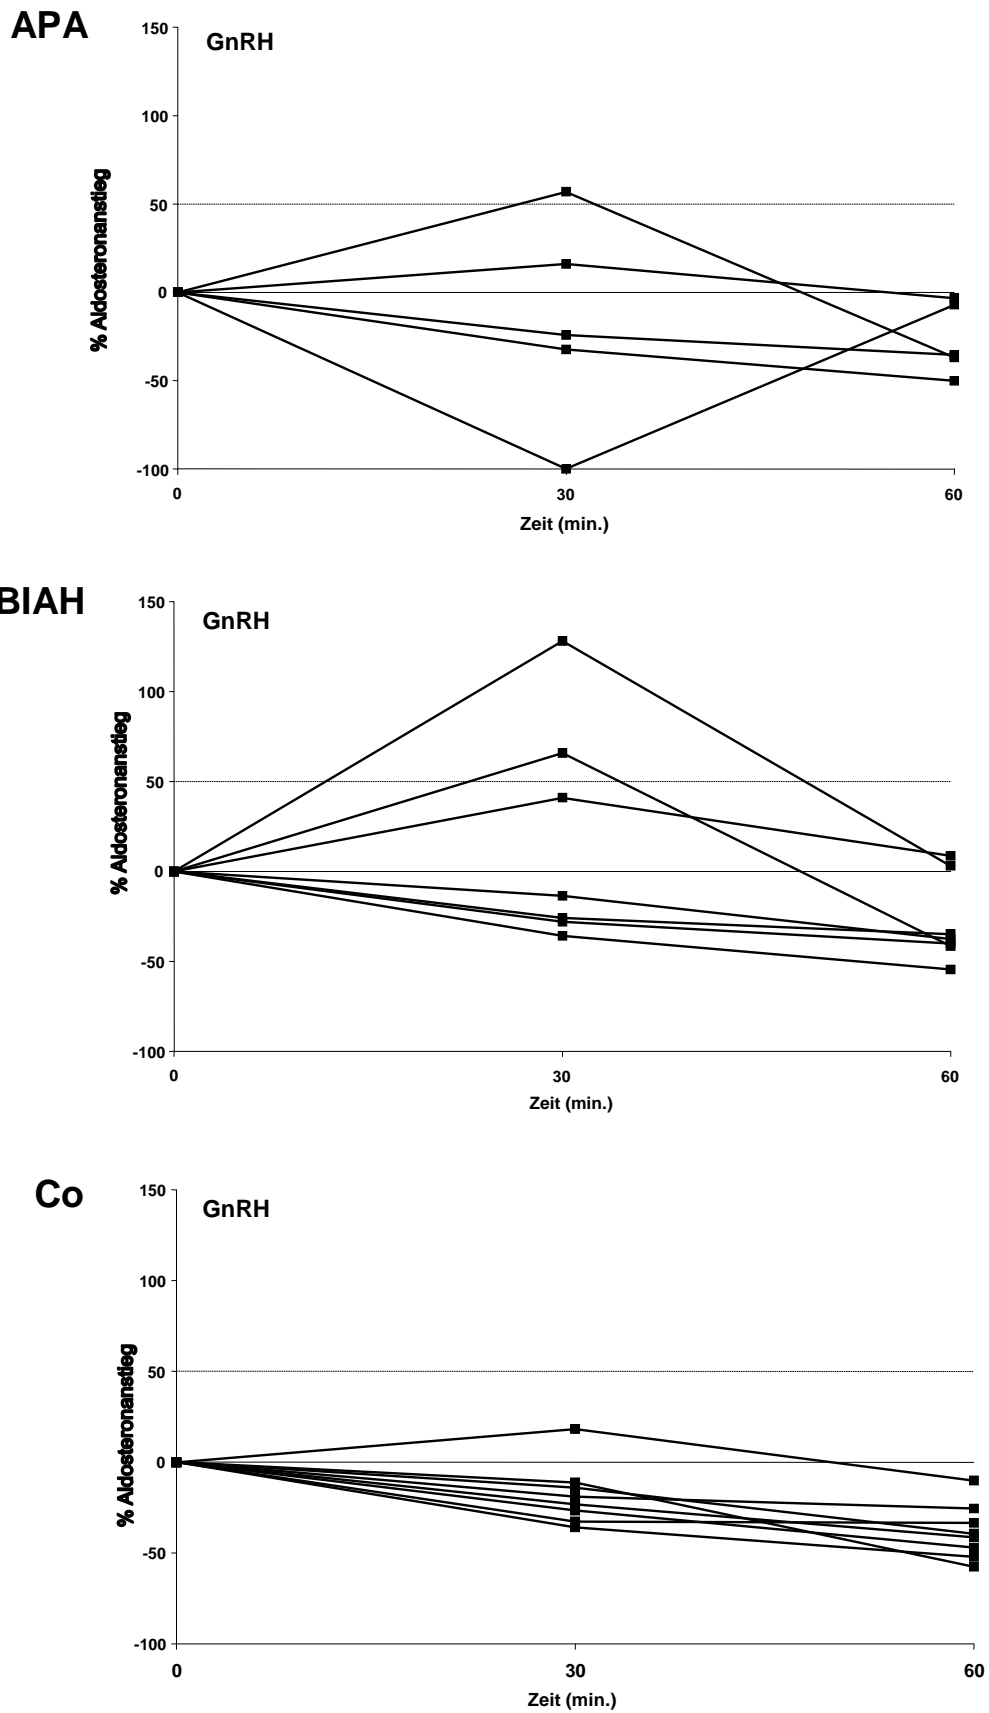 APA
GnRH
150
100
50
0
-50
-100
% Aldosteronanstieg
0 30 60
Zeit (min.)
BIAH
GnRH
150
100
50
0
-50
-100
% Aldosteronanstieg
0 30 60
Zeit (min.)
Co
GnRH
150
100
50
0
-50
-100
% Aldosteronanstieg
0 30 60
Zeit (min.)